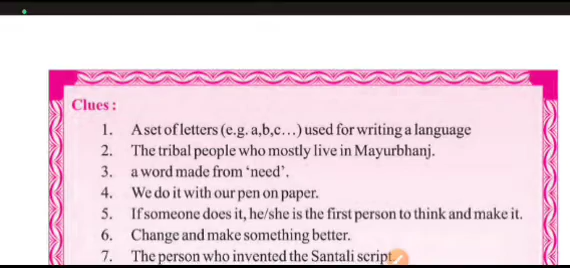 Clues :
1. A set of letters (e.g. a,b,c…) used for writing a language
2. The tribal people who mostly live in Mayurbhanj.
3. a word made from ‘need’.
4. We do it with our pen on paper.
5. If someone does it, he/she is the first person to think and make it.
6. Change and make something better.
7. The person who invented the Santali script